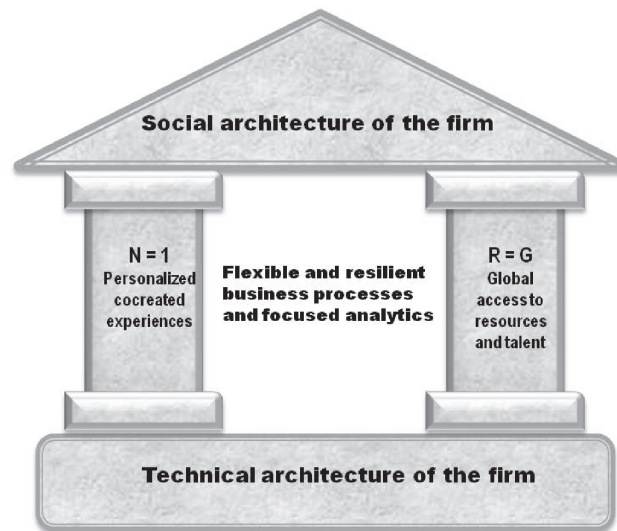 Social architecture of the firm
N = 1
Personalized
cocreated
experiences
Flexible and resilient
business processes
and focused analytics
R = G
Global
access to
resources
and talent
Technical architecture of the firm